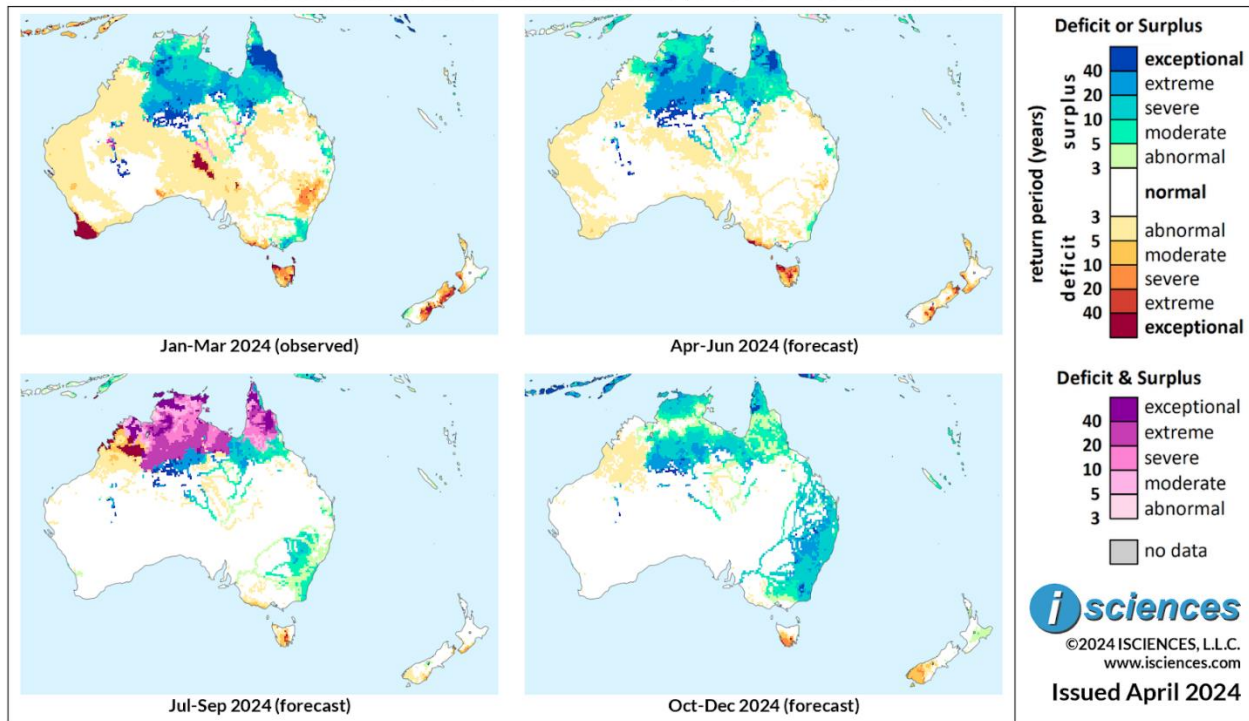 Jan-Mar 2024 (observed)
Apr-Jun 2024 (forecast)
Jul-Sep 2024 (forecast)
Oct-Dec 2024 (forecast)
Deficit or Surplus
return period (years)
surplus
deficit
exceptional
40
extreme
20
severe
10
moderate
5
abnormal
3
normal
3
abnormal
5
moderate
10
severe
20
extreme
40
exceptional
Deficit & Surplus
exceptional
40
extreme
20
severe
10
moderate
5
abnormal
3
no data
i sciences
©2024 ISCIENCES, L.L.C.
www.isciences.com
Issued April 2024